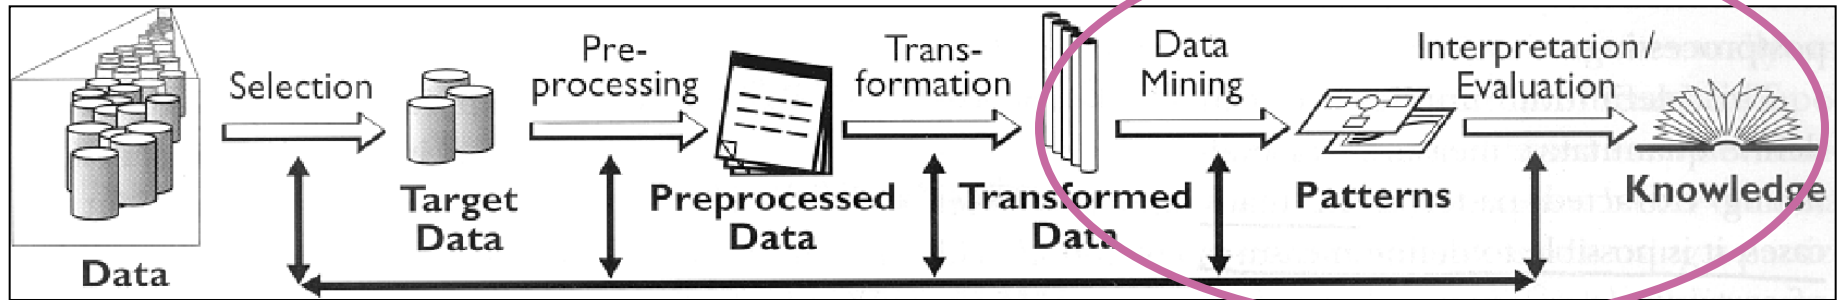 Selection
Pre-
processing
Trans-
formation
Data
Mining
Interpretation/
Evaluation
Data
Target
Data
Preprocessed
Data
Transformed
Data
Patterns
Knowledge